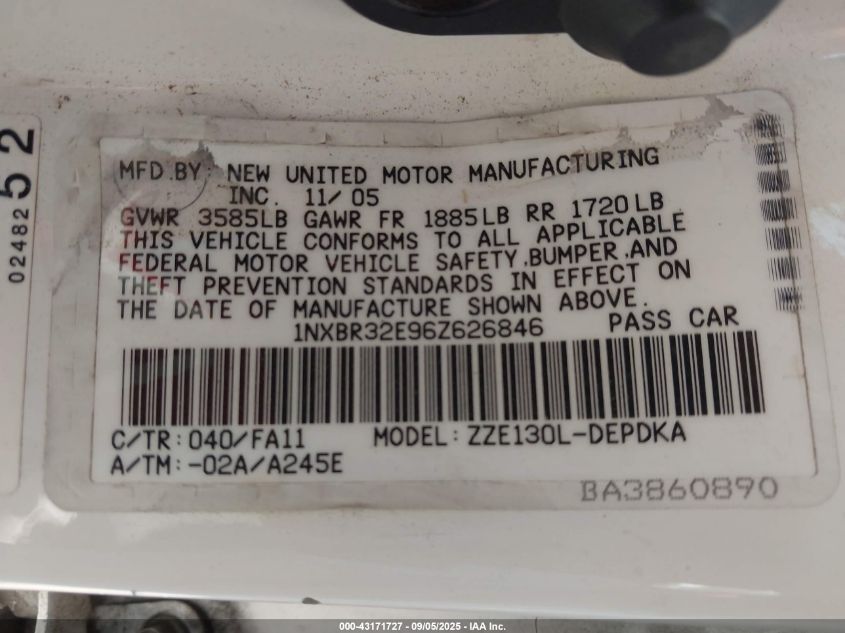 MFD.BY: NEW UNITED MOTOR MANUFACTURING
INC. 11/05
GVWR 3585LB GAWR FR 1885LB RR 1720LB
THIS VEHICLE CONFORMS TO ALL APPLICABLE
FEDERAL MOTOR VEHICLE SAFETY,BUMPER,AND
THEFT PREVENTION STANDARDS IN EFFECT ON
THE DATE OF MANUFACTURE SHOWN ABOVE.
1NXBR32E96Z626846 PASS CAR
C/TR:040/FA11 MODEL:ZZE130L-DEPDKA
A/TM:-02A/A245E
BA3860890
02482 52
000-43171727 - 09/05/2025 - IAA Inc.